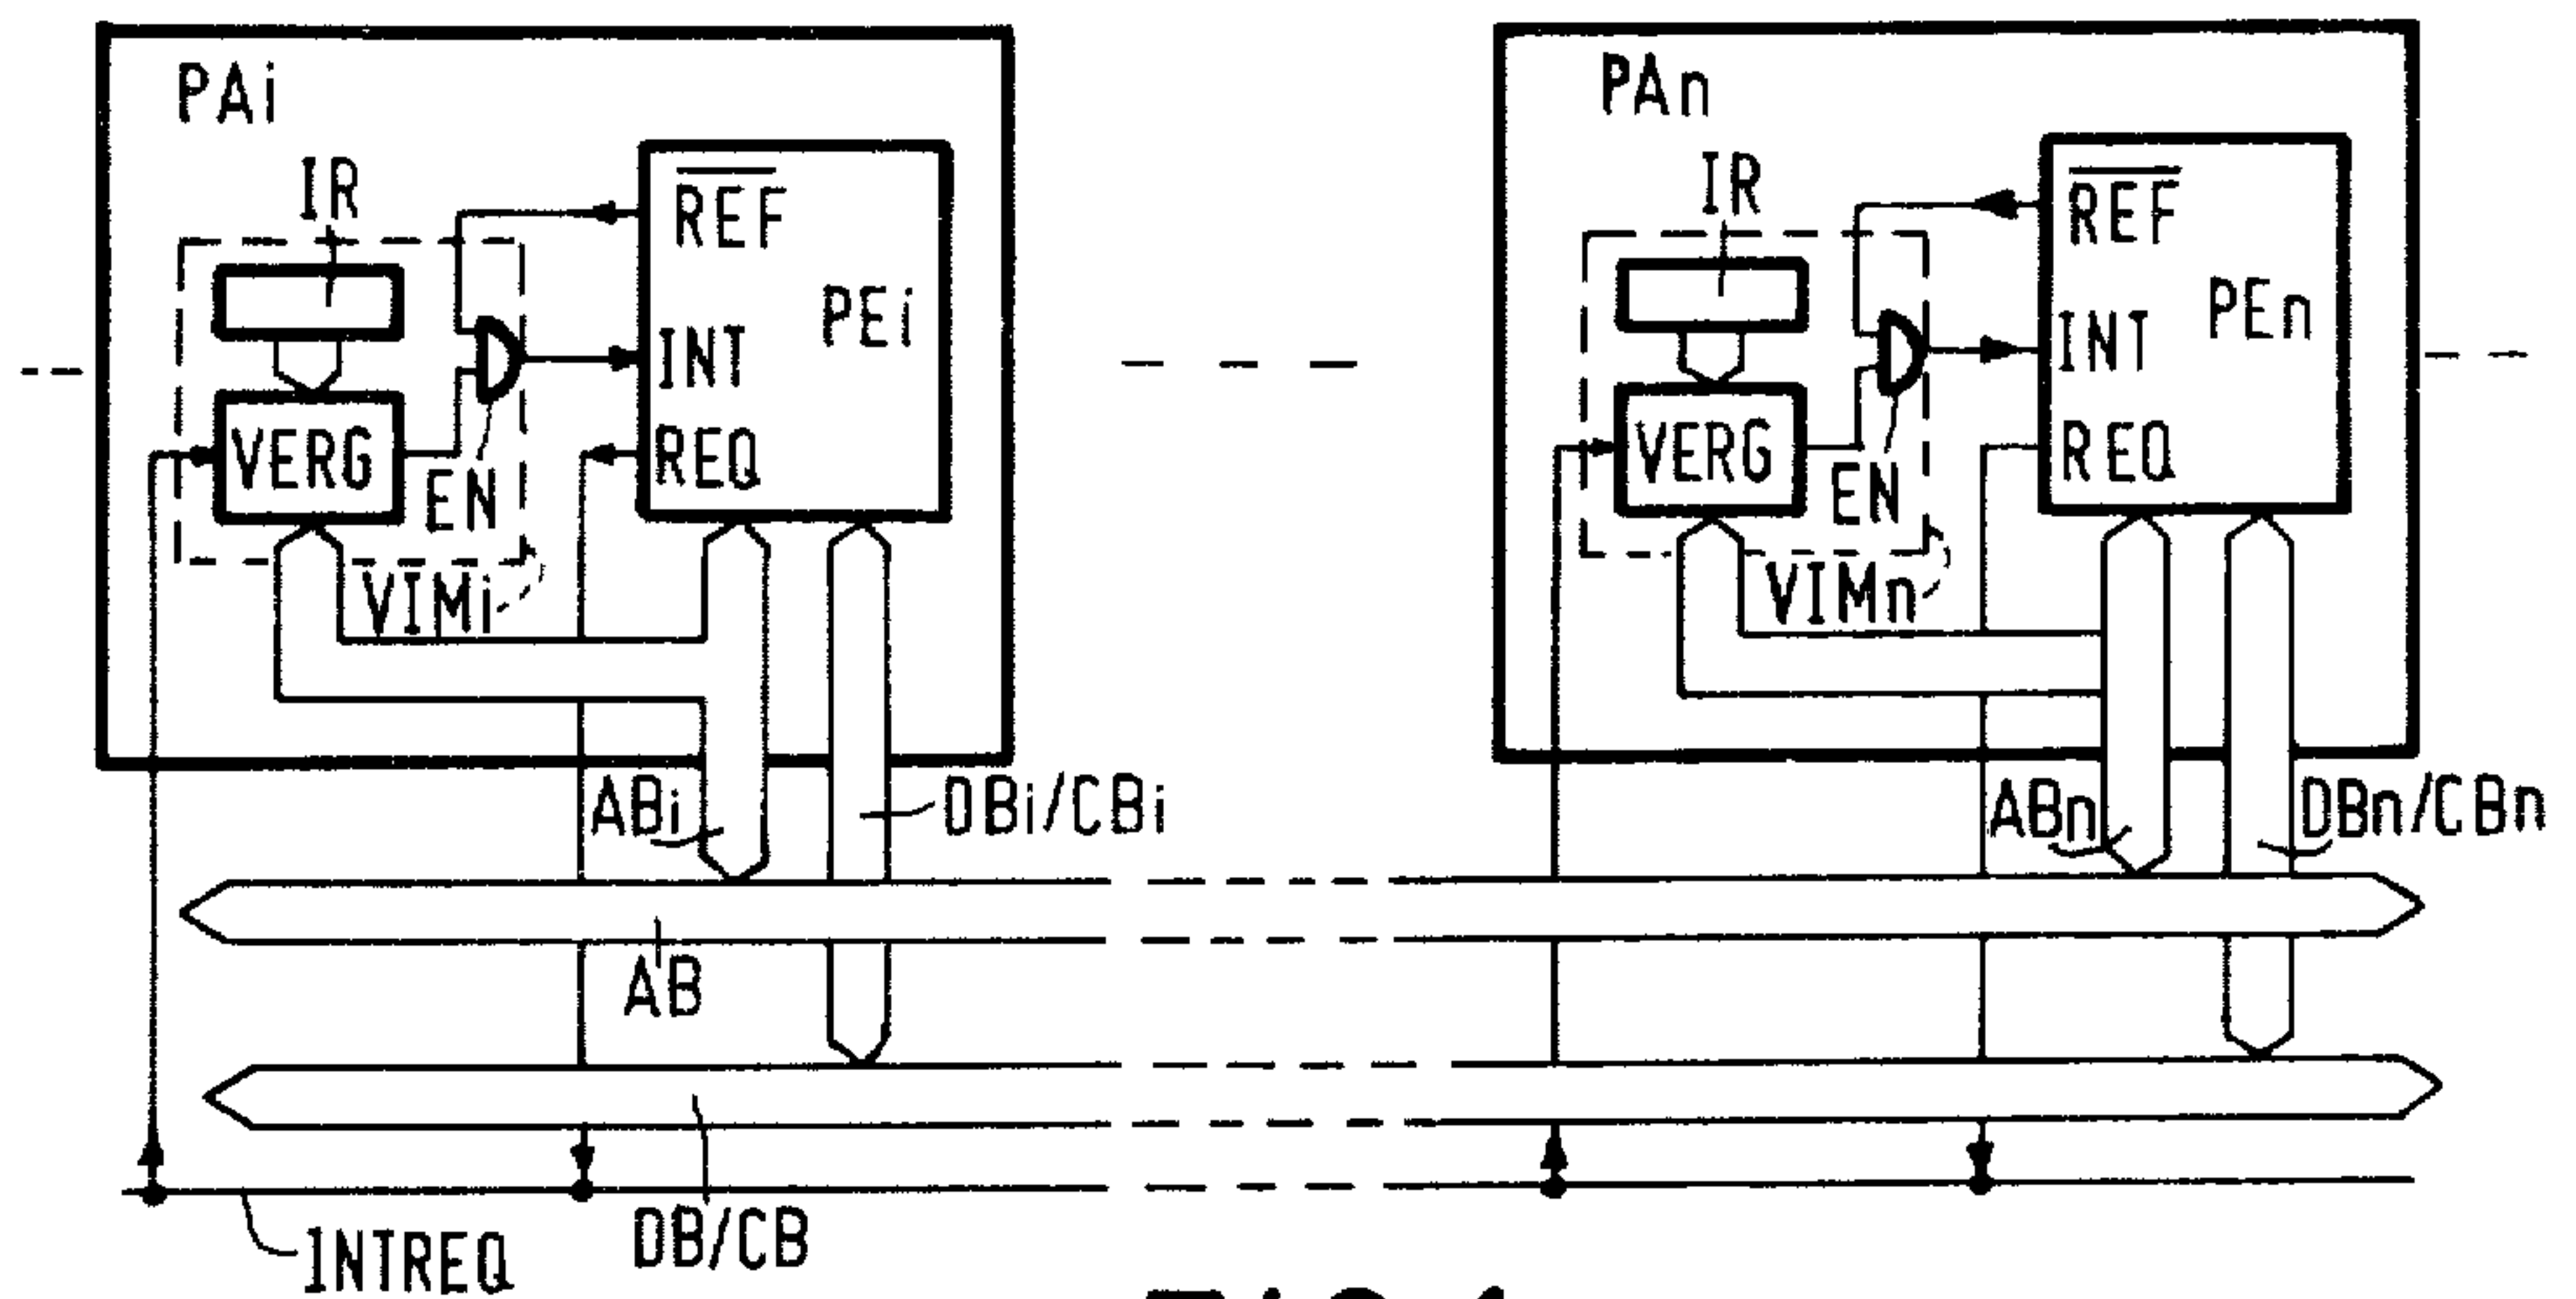 PAi
IR
REF
PEi
INT
VERG
REQ
EN
VIMi
ABi
DBi/CBi
AB
DB/CB
INTREQ
PAn
IR
REF
PEn
INT
VERG
REQ
EN
VIMn
ABn
DBn/CBn